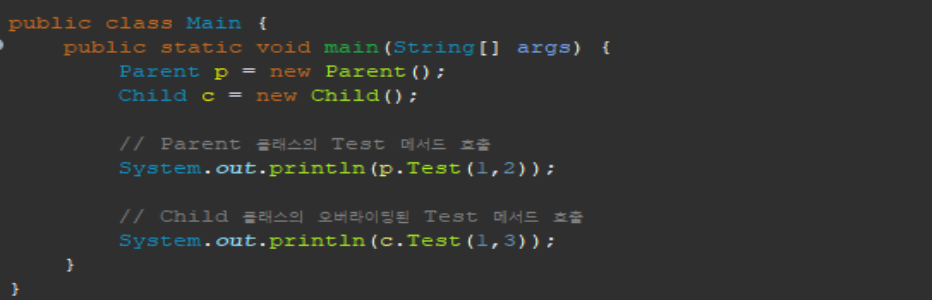 public class Main {
public static void main(String[] args) {
Parent p = new Parent();
Child c = new Child();
// Parent 클래스의 Test 메서드 호출
System.out.println(p.Test(1,2));
// Child 클래스의 오버라이딩된 Test 메서드 호출
System.out.println(c.Test(1,3));
}
}